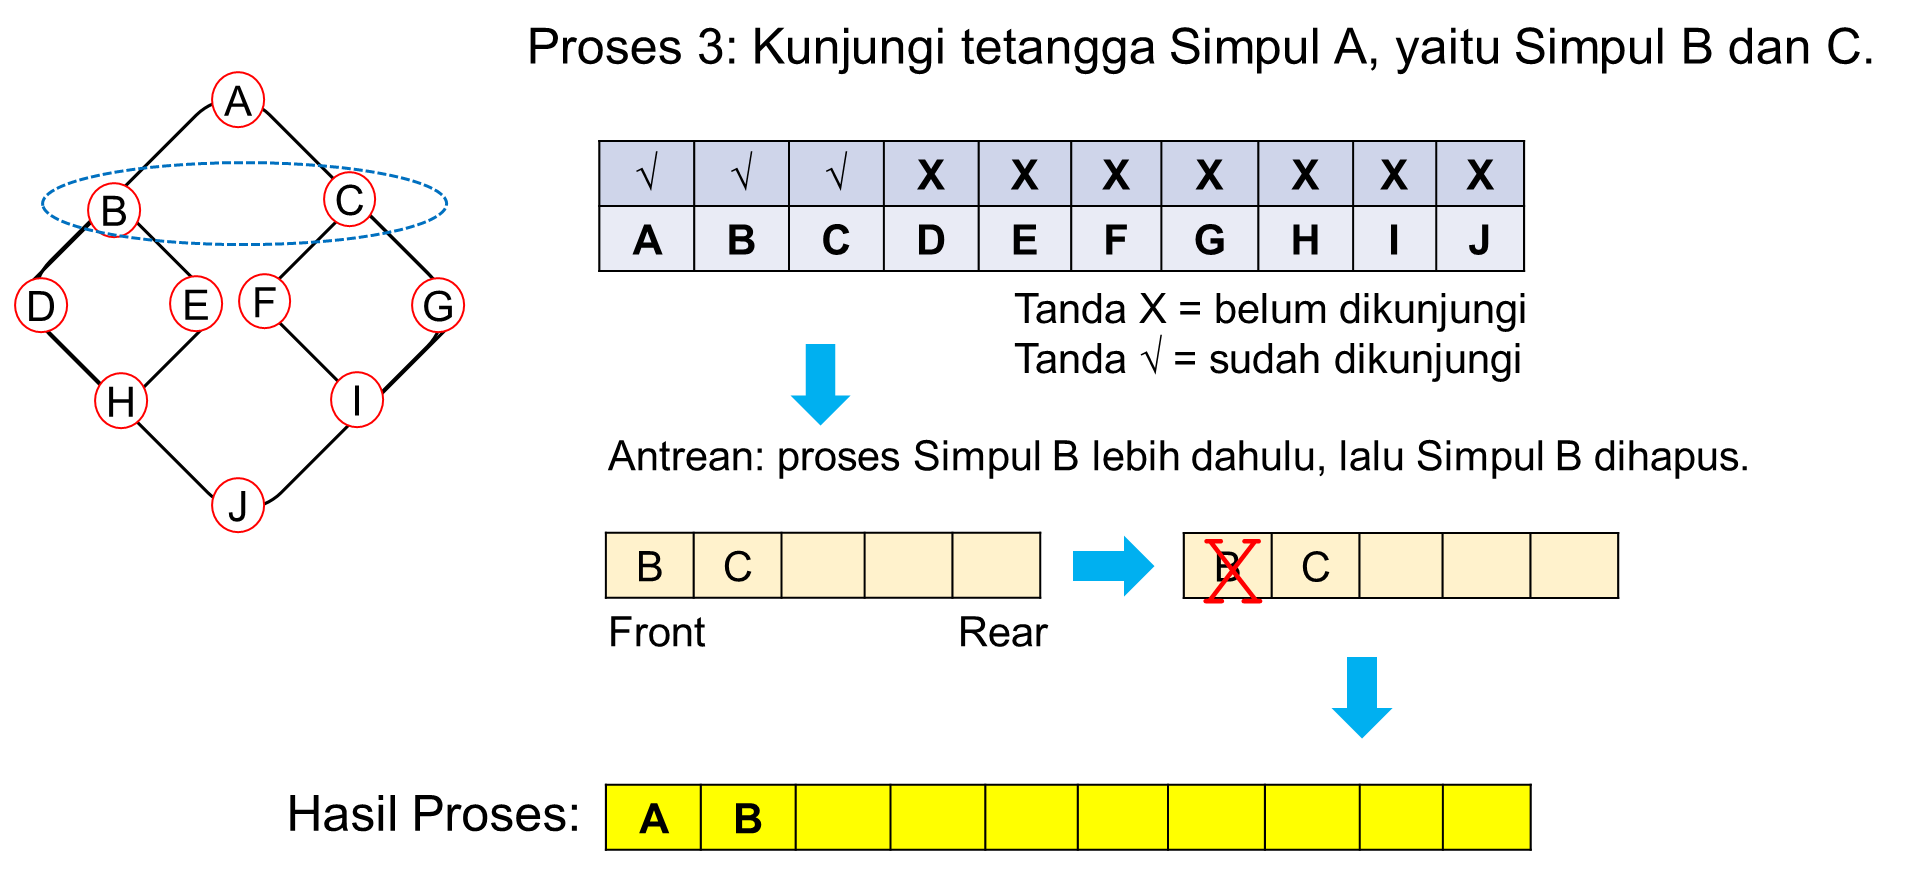 Proses 3: Kunjungi tetangga Simpul A, yaitu Simpul B dan C.
A
B
C
D
E
F
G
H
I
J
√ √ √ X X X X X X X
A B C D E F G H I J
Tanda X = belum dikunjungi
Tanda √ = sudah dikunjungi
Antrean: proses Simpul B lebih dahulu, lalu Simpul B dihapus.
B C
Front Rear
B C
X
Hasil Proses: A B